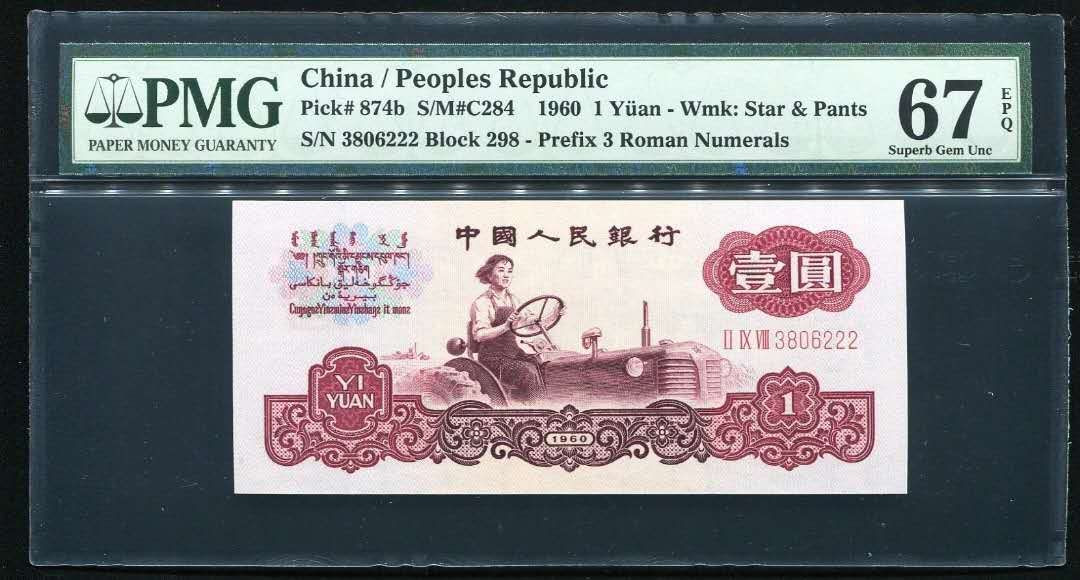 PMG
PAPER MONEY GUARANTY
China / Peoples Republic
Pick# 874b S/M#C284 1960 1 Yüan - Wmk: Star & Pants
S/N 3806222 Block 298 - Prefix 3 Roman Numerals
67
EPQ
Superb Gem Unc
中國人民銀行
壹圓
II IX VIII 3806222
YI
YUAN
1960
1